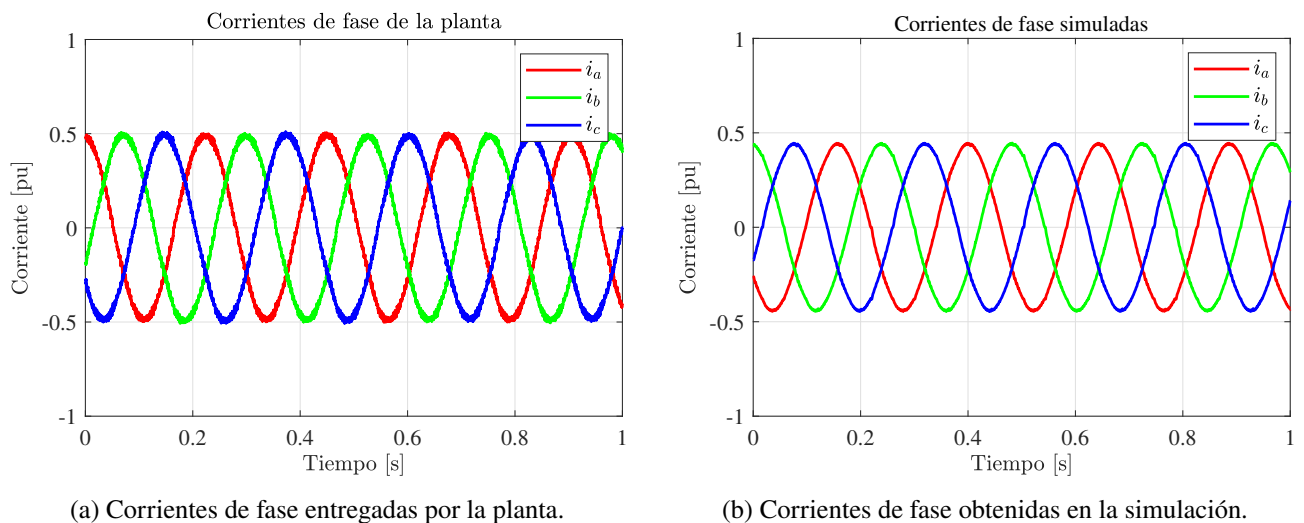 Corrientes de fase de la planta
1
0.5
0
-0.5
-1
Corriente [pu]
i_a
i_b
i_c
0 0.2 0.4 0.6 0.8 1
Tiempo [s]
(a) Corrientes de fase entregadas por la planta.
Corrientes de fase simuladas
1
0.5
0
-0.5
-1
Corriente [pu]
i_a
i_b
i_c
0 0.2 0.4 0.6 0.8 1
Tiempo [s]
(b) Corrientes de fase obtenidas en la simulación.